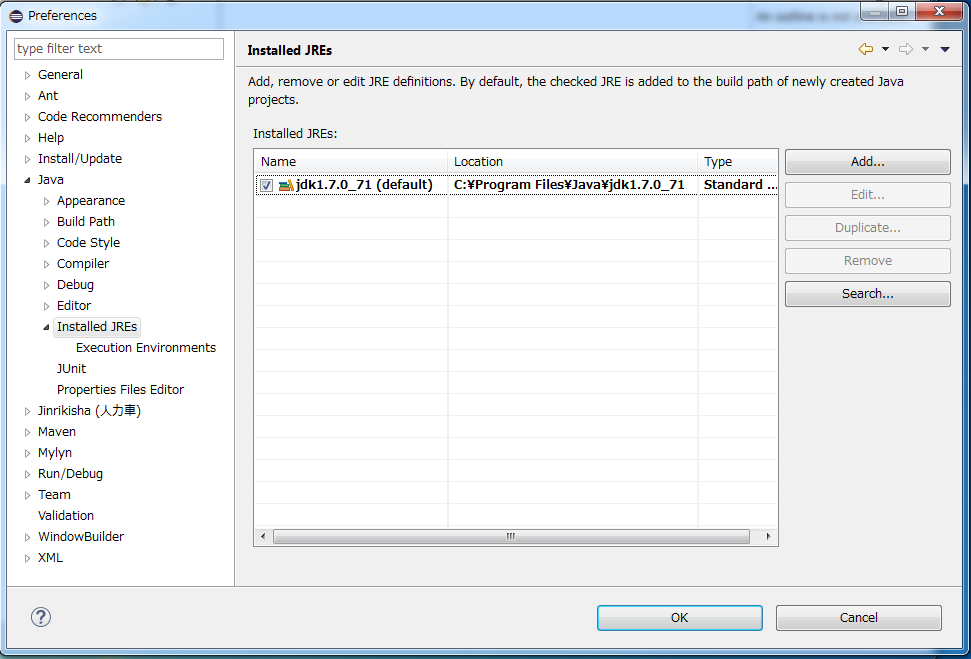 Preferences
type filter text
General
Ant
Code Recommenders
Help
Install/Update
Java
Appearance
Build Path
Code Style
Compiler
Debug
Editor
Installed JREs
Execution Environments
JUnit
Properties Files Editor
Jinrikisha (人力車)
Maven
Mylyn
Run/Debug
Team
Validation
WindowBuilder
XML
Installed JREs
Add, remove or edit JRE definitions. By default, the checked JRE is added to the build path of newly created Java
projects.
Installed JREs:
Name Location Type
jdk1.7.0_71 (default) C:¥Program Files¥Java¥jdk1.7.0_71 Standard ...
Add...
Edit...
Duplicate...
Remove
Search...
OK Cancel